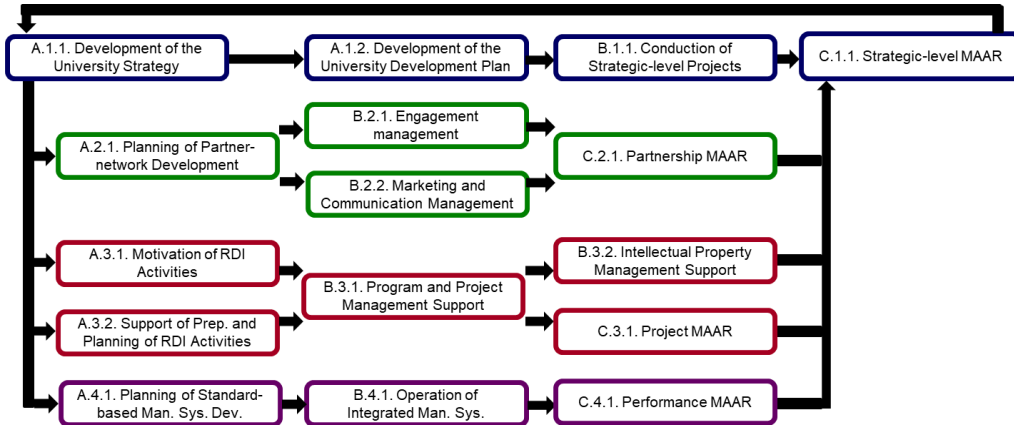 A.1.1. Development of the
University Strategy
A.1.2. Development of the
University Development Plan
B.1.1. Conduction of
Strategic-level Projects
C.1.1. Strategic-level MAAR
A.2.1. Planning of Partner-
network Development
B.2.1. Engagement
management
B.2.2. Marketing and
Communication Management
C.2.1. Partnership MAAR
A.3.1. Motivation of RDI
Activities
A.3.2. Support of Prep. and
Planning of RDI Activities
B.3.1. Program and Project
Management Support
B.3.2. Intellectual Property
Management Support
C.3.1. Project MAAR
A.4.1. Planning of Standard-
based Man. Sys. Dev.
B.4.1. Operation of
Integrated Man. Sys.
C.4.1. Performance MAAR